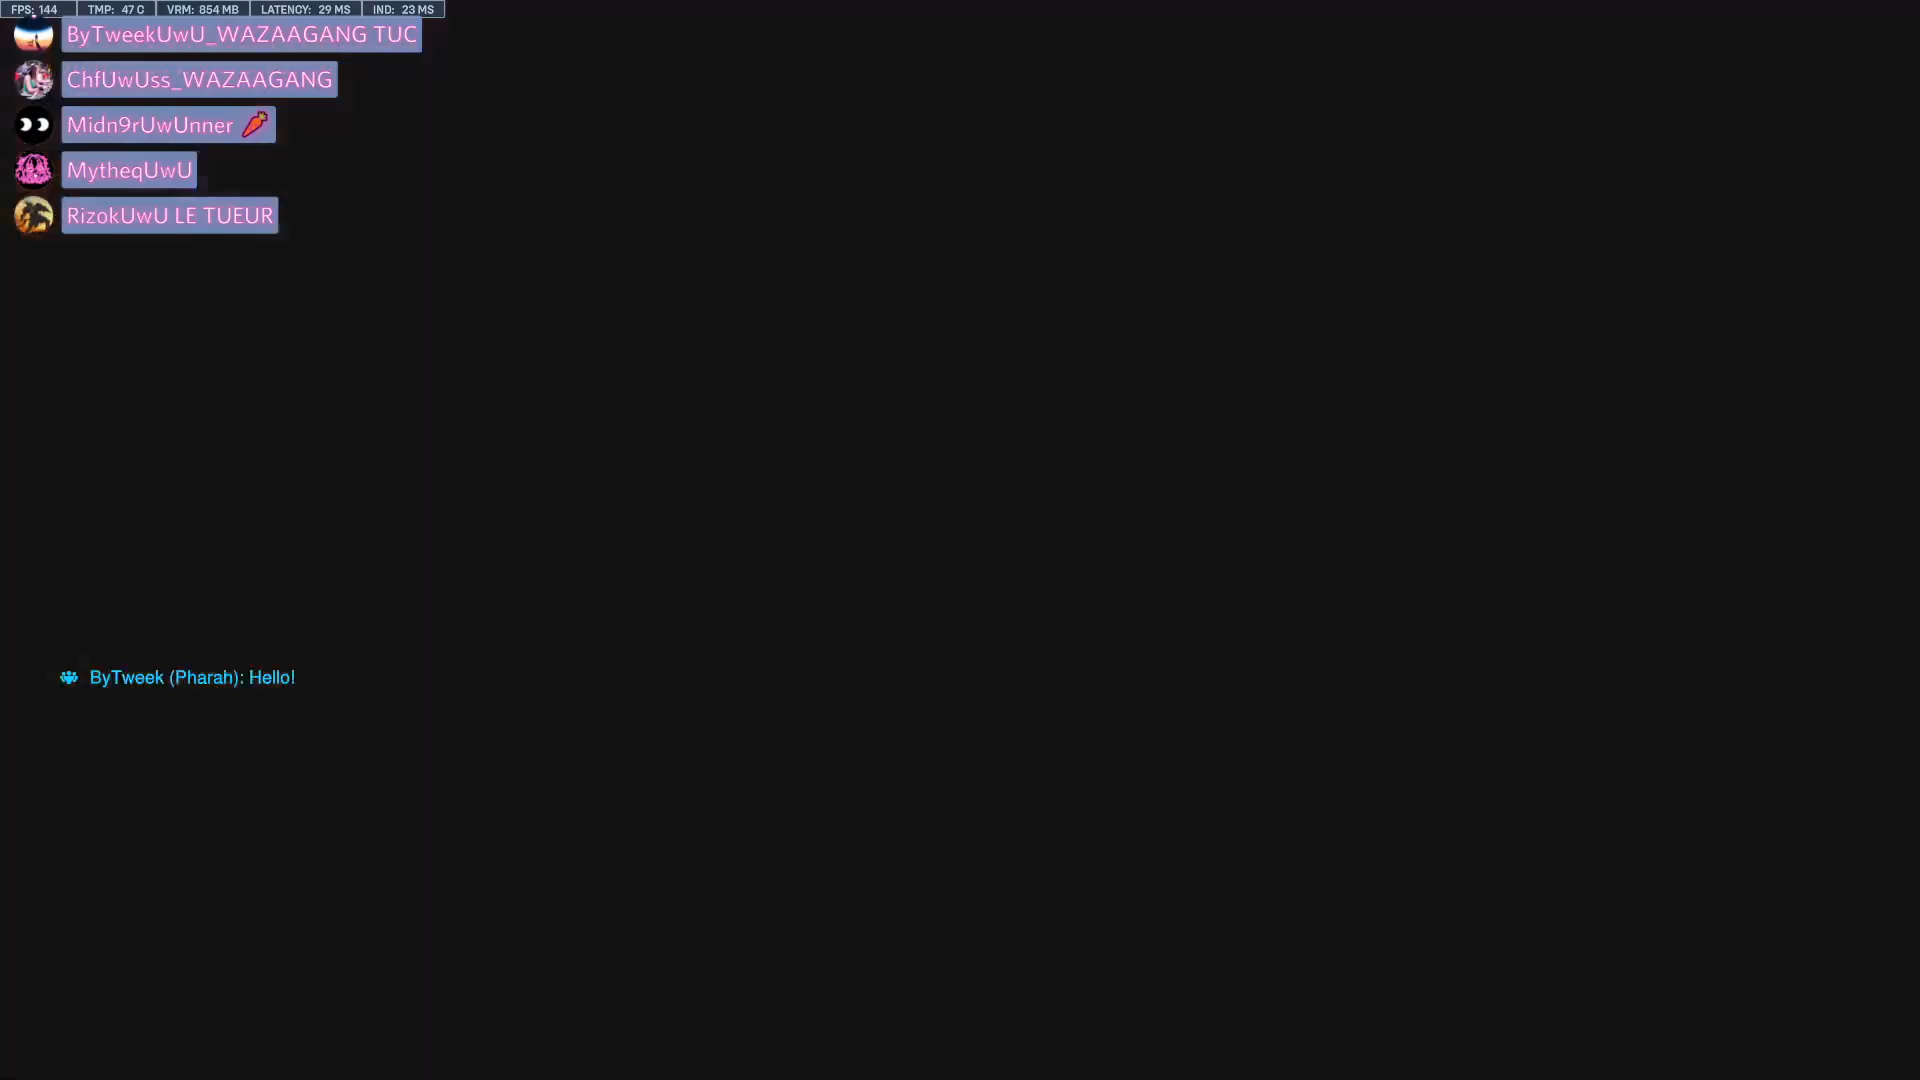 FPS: 144 TMP: 47 C VRM: 854 MB LATENCY: 29 MS IND: 23 MS
ByTweekUwU_WAZAAGANG TUC
ChfUwUss_WAZAAGANG
Midn9rUwUnner 🥕
MytheqUwU
RizokUwU LE TUEUR
ByTweek (Pharah): Hello!